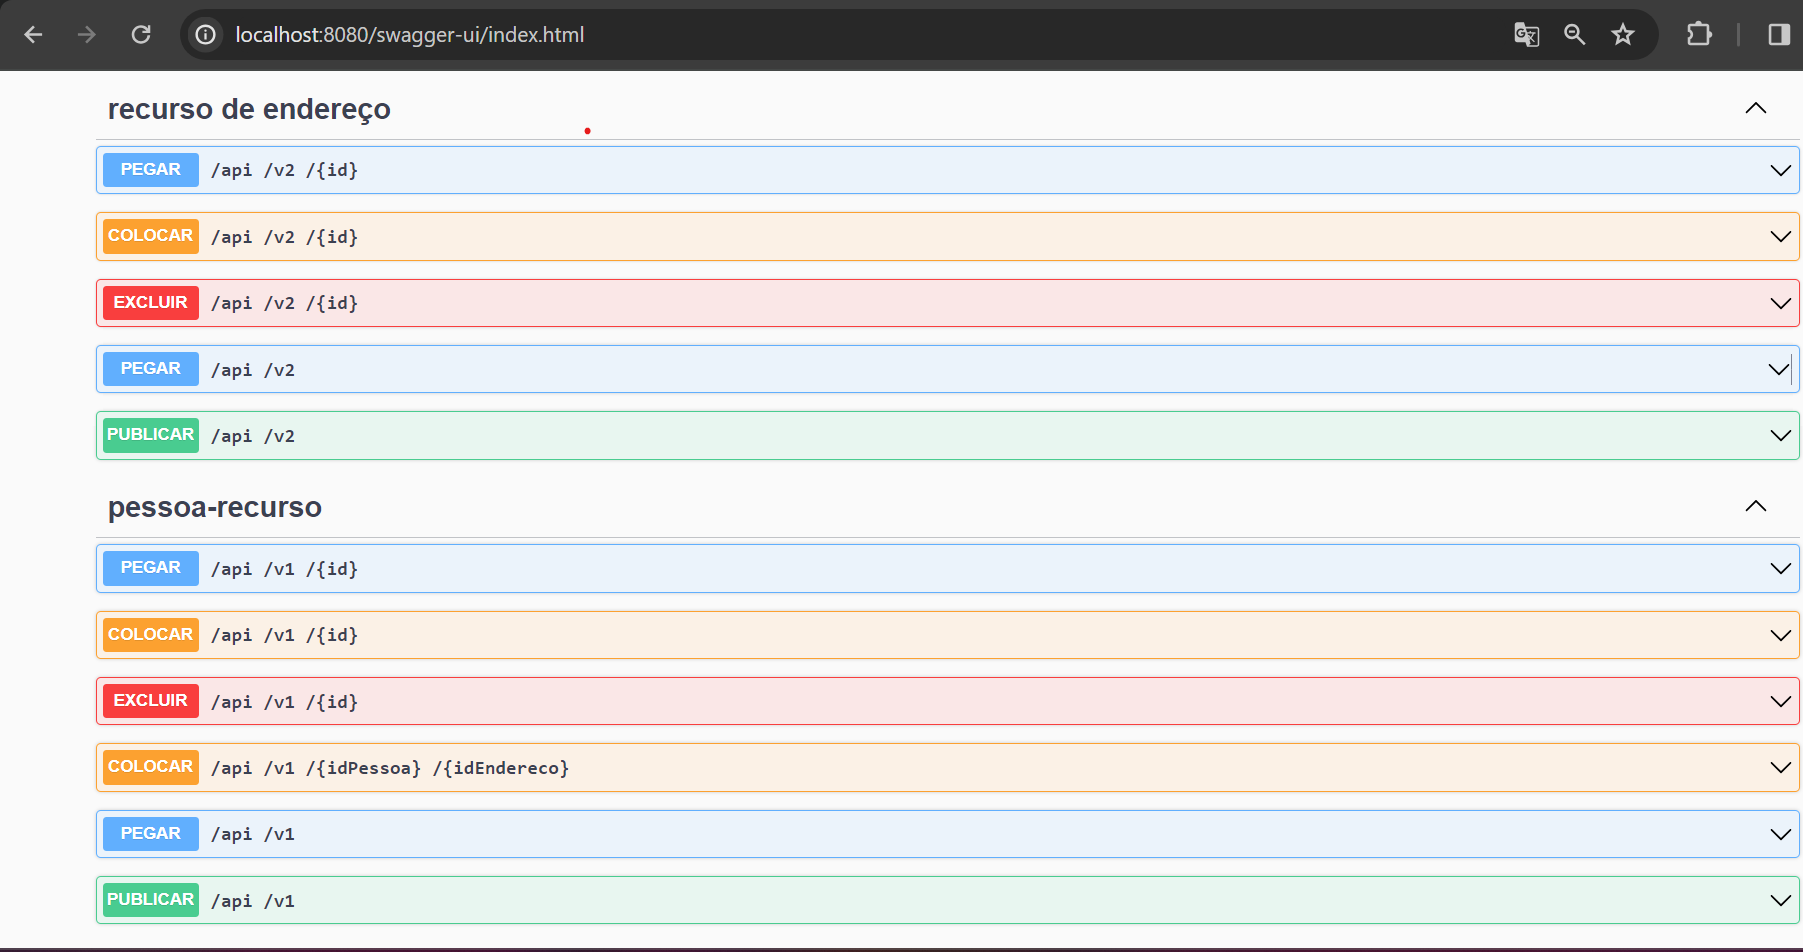 localhost:8080/swagger-ui/index.html
recurso de endereço
PEGAR /api /v2 /{id}
COLOCAR /api /v2 /{id}
EXCLUIR /api /v2 /{id}
PEGAR /api /v2
PUBLICAR /api /v2
pessoa-recurso
PEGAR /api /v1 /{id}
COLOCAR /api /v1 /{id}
EXCLUIR /api /v1 /{id}
COLOCAR /api /v1 /{idPessoa} /{idEndereco}
PEGAR /api /v1
PUBLICAR /api /v1